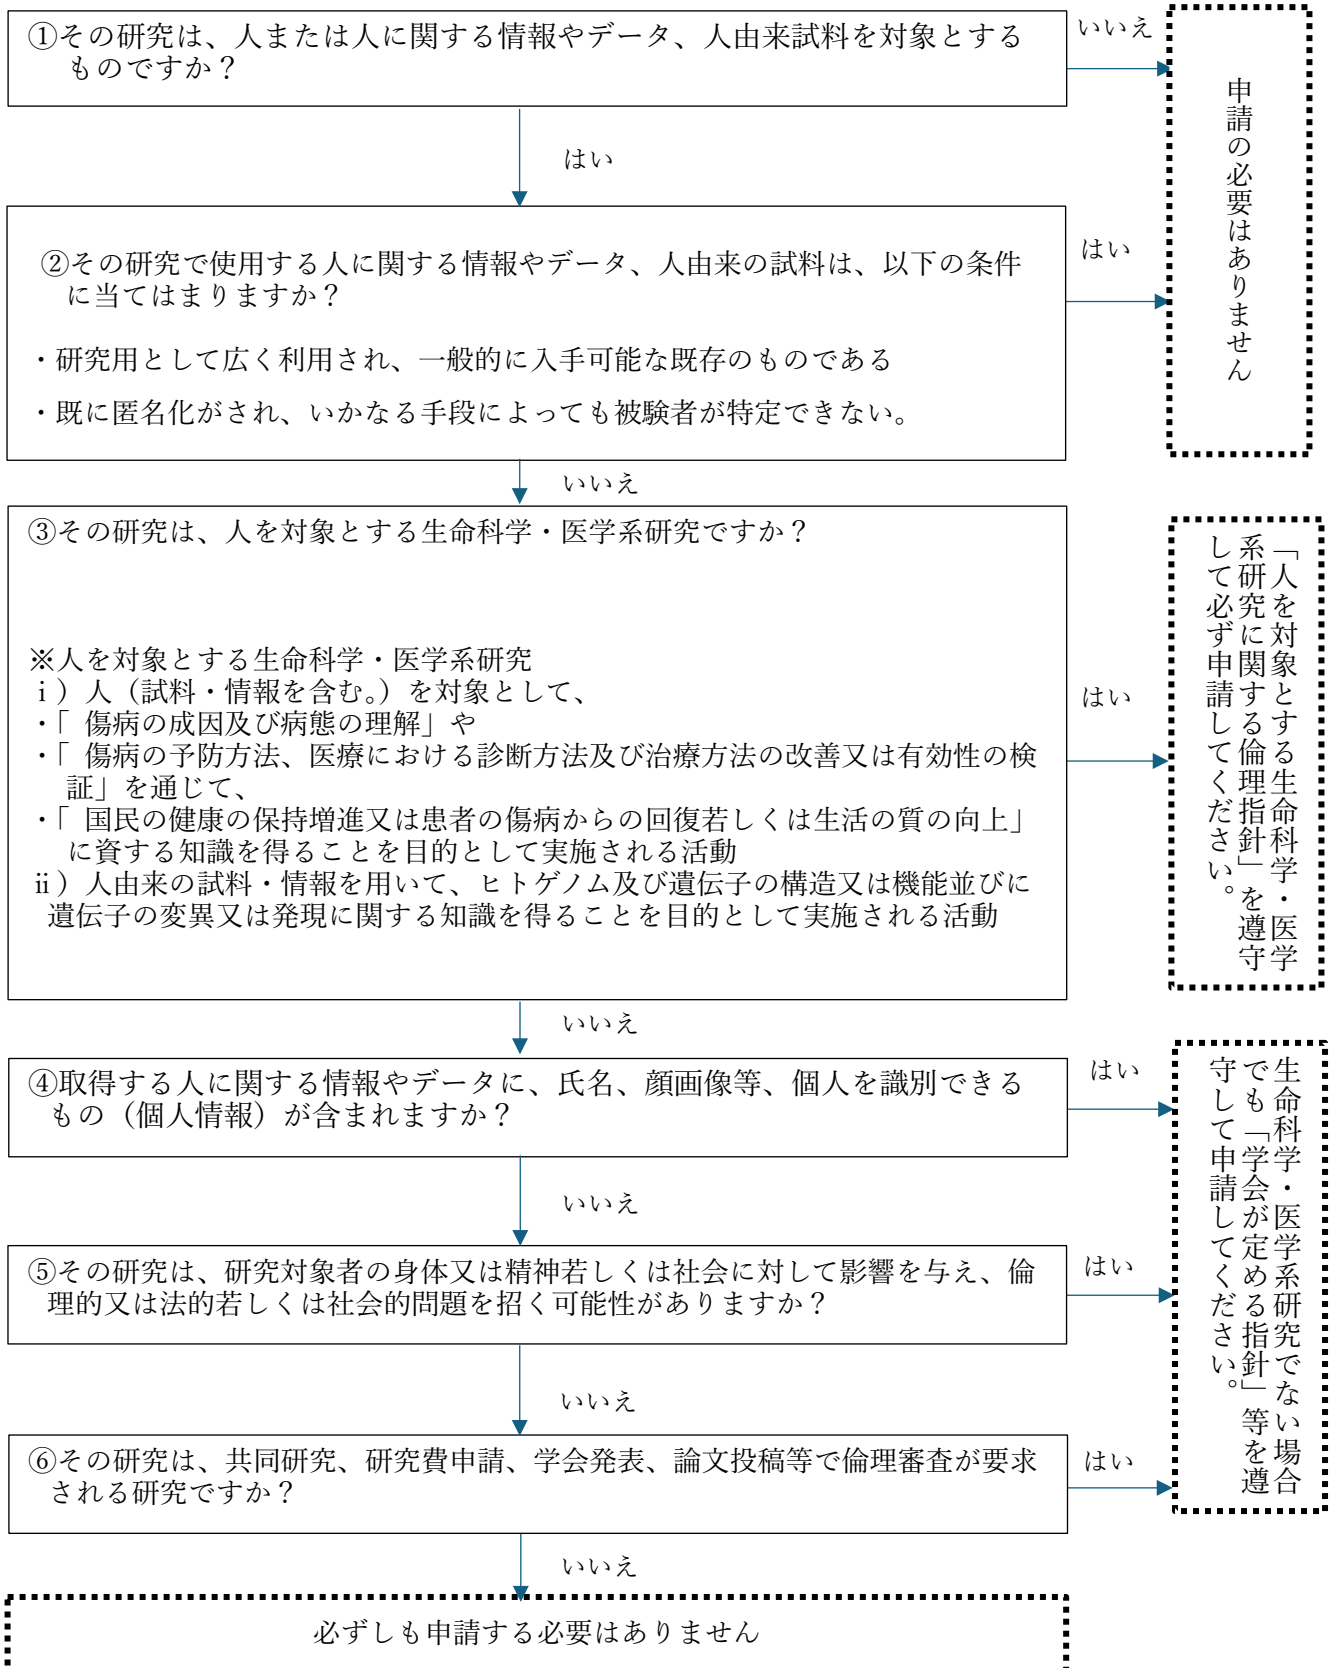 ①その研究は、人または人に関する情報やデータ、人由来試料を対象とする
ものですか？
いいえ
申請の必要はありません
はい
②その研究で使用する人に関する情報やデータ、人由来の試料は、以下の条件
に当てはまりますか？
・研究用として広く利用され、一般的に入手可能な既存のものである
・既に匿名化がされ、いかなる手段によっても被験者が特定できない。
はい
いいえ
③その研究は、人を対象とする生命科学・医学系研究ですか？
※人を対象とする生命科学・医学系研究
ⅰ）人（試料・情報を含む。）を対象として、
・「 傷病の成因及び病態の理解」や
・「 傷病の予防方法、医療における診断方法及び治療方法の改善又は有効性の検
証」を通じて、
・「 国民の健康の保持増進又は患者の傷病からの回復若しくは生活の質の向上」
に資する知識を得ることを目的として実施される活動
ⅱ）人由来の試料・情報を用いて、ヒトゲノム及び遺伝子の構造又は機能並びに
遺伝子の変異又は発現に関する知識を得ることを目的として実施される活動
はい
「人を対象とする生命科学・医学
系研究に関する倫理指針」を遵守
して必ず申請してください。
いいえ
④取得する人に関する情報やデータに、氏名、顔画像等、個人を識別できる
もの（個人情報）が含まれますか？
はい
生命科学・医学系研究でない場合
でも「学会が定める指針」等を遵
守して申請してください。
いいえ
⑤その研究は、研究対象者の身体又は精神若しくは社会に対して影響を与え、倫
理的又は法的若しくは社会的問題を招く可能性がありますか？
はい
いいえ
⑥その研究は、共同研究、研究費申請、学会発表、論文投稿等で倫理審査が要求
される研究ですか？
はい
いいえ
必ずしも申請する必要はありません